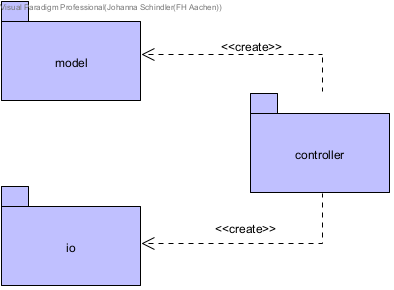 Visual Paradigm Professional(Johanna Schindler(FH Aachen))
<<create>>
model
controller
<<create>>
io